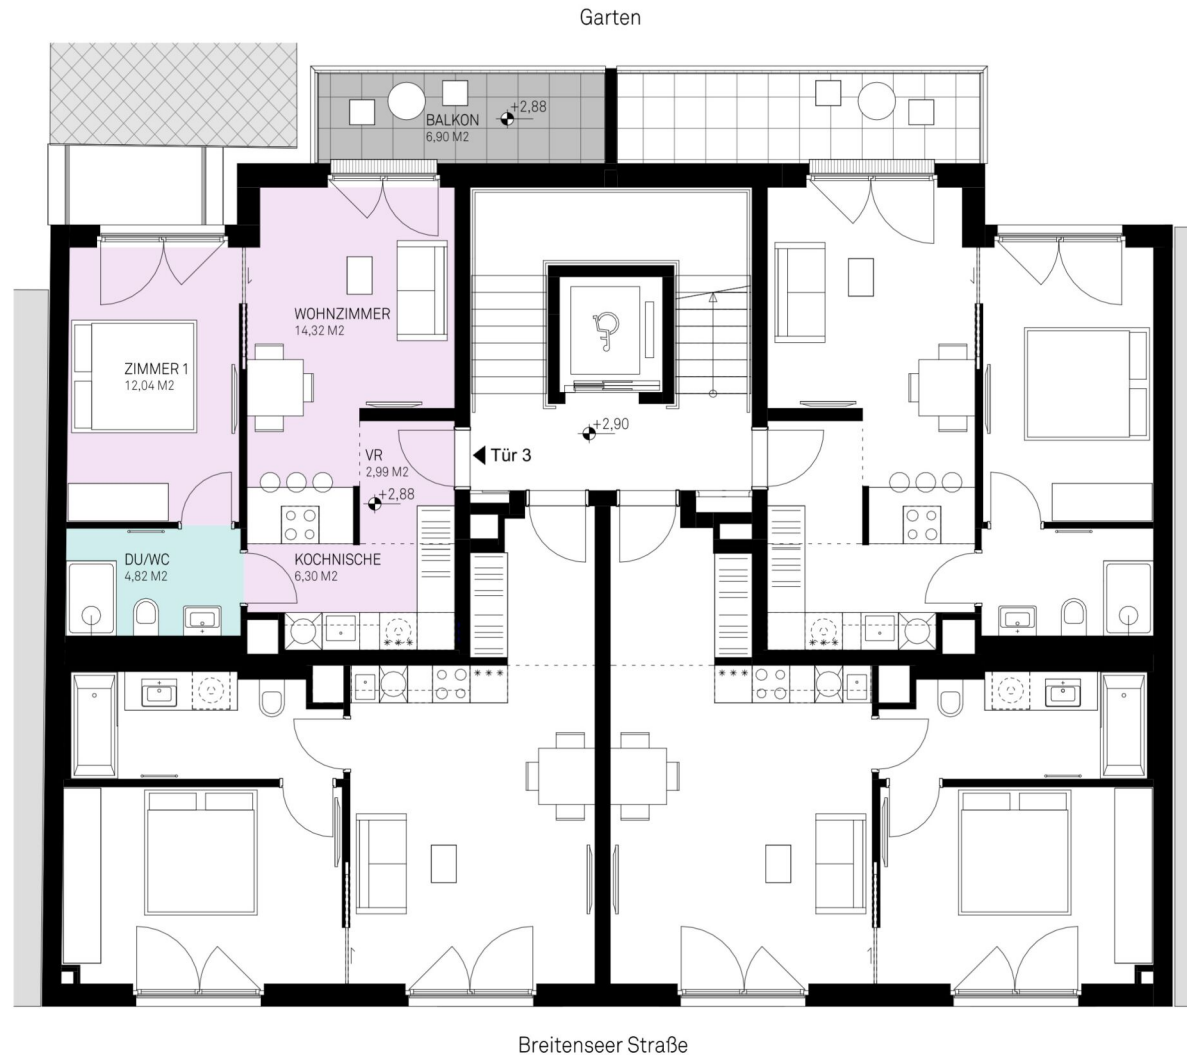 Garten
BALKON
6,90 M2
+2,88
WOHNZIMMER
14,32 M2
ZIMMER 1
12,04 M2
+2,90
VR
2,99 M2
Tür 3
+2,88
DU/WC
4,82 M2
KOCHNISCHE
6,30 M2
Breitenseer Straße